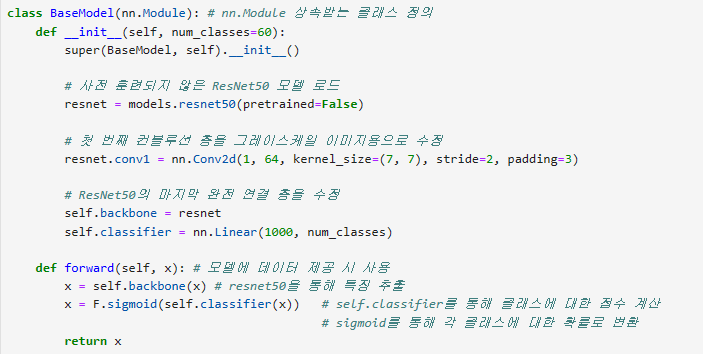 class BaseModel(nn.Module): # nn.Module 상속받는 클래스 정의
    def __init__(self, num_classes=60):
        super(BaseModel, self).__init__()

        # 사전 훈련되지 않은 ResNet50 모델 로드
        resnet = models.resnet50(pretrained=False)

        # 첫 번째 컨볼루션 층을 그레이스케일 이미지용으로 수정
        resnet.conv1 = nn.Conv2d(1, 64, kernel_size=(7, 7), stride=2, padding=3)

        # ResNet50의 마지막 완전 연결 층을 수정
        self.backbone = resnet
        self.classifier = nn.Linear(1000, num_classes)

    def forward(self, x): # 모델에 데이터 제공 시 사용
        x = self.backbone(x) # resnet50을 통해 특징 추출
        x = F.sigmoid(self.classifier(x))   # self.classifier를 통해 클래스에 대한 점수 계산
                                            # sigmoid를 통해 각 클래스에 대한 확률로 변환
        return x